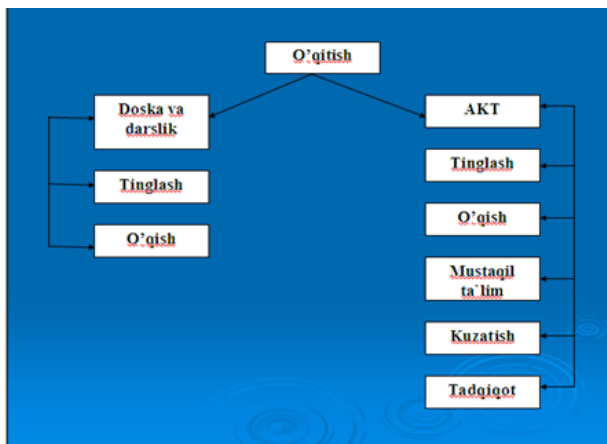 O’qitish
Doska va
darslik
Tinglash
O’qish
AKT
Tinglash
O’qish
Mustaqil
ta`lim
Kuzatish
Tadqiqot